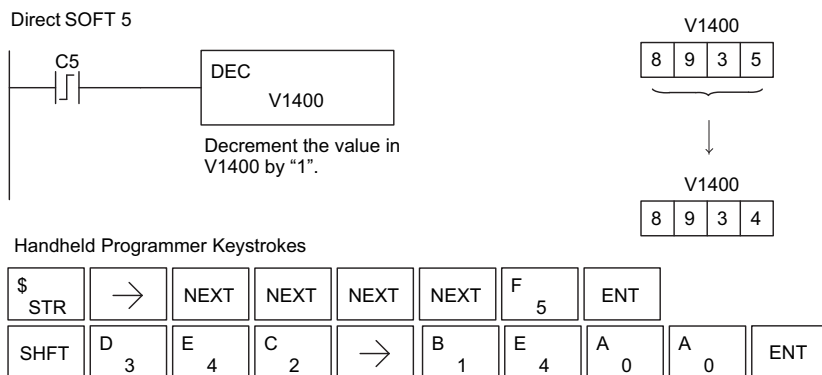 Direct SOFT 5
C5
DEC
V1400
Decrement the value in
V1400 by “1”.
V1400
8 9 3 5
V1400
8 9 3 4
Handheld Programmer Keystrokes
$ STR → NEXT NEXT NEXT NEXT F 5 ENT
SHFT D 3 E 4 C 2 → B 1 E 4 A 0 A 0 ENT